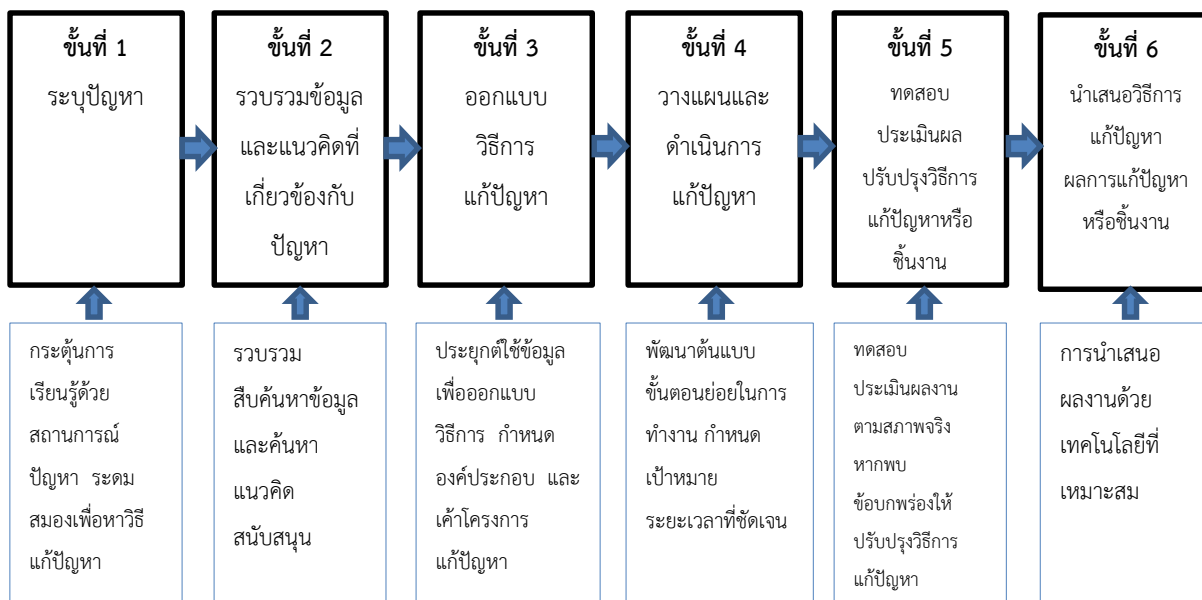 ขั้นที่ 1
ระบุปัญหา
ขั้นที่ 2
รวบรวมข้อมูล
และแนวคิดที่
เกี่ยวข้องกับ
ปัญหา
ขั้นที่ 3
ออกแบบ
วิธีการ
แก้ปัญหา
ขั้นที่ 4
วางแผนและ
ดำเนินการ
แก้ปัญหา
ขั้นที่ 5
ทดสอบ
ประเมินผล
ปรับปรุงวิธีการ
แก้ปัญหาหรือ
ชิ้นงาน
ขั้นที่ 6
นำเสนอวิธีการ
แก้ปัญหา
ผลการแก้ปัญหา
หรือชิ้นงาน
กระตุ้นการ
เรียนรู้ด้วย
สถานการณ์
ปัญหา ระดม
สมองเพื่อหาวิธี
แก้ปัญหา
รวบรวม
สืบค้นหาข้อมูล
และค้นหา
แนวคิด
สนับสนุน
ประยุกต์ใช้ข้อมูล
เพื่อออกแบบ
วิธีการ กำหนด
องค์ประกอบ และ
เค้าโครงการ
แก้ปัญหา
พัฒนาต้นแบบ
ขั้นตอนย่อยในการ
ทำงาน กำหนด
เป้าหมาย
ระยะเวลาที่ชัดเจน
ทดสอบ
ประเมินผลงาน
ตามสภาพจริง
หากพบ
ข้อบกพร่องให้
ปรับปรุงวิธีการ
แก้ปัญหา
การนำเสนอ
ผลงานด้วย
เทคโนโลยีที่
เหมาะสม